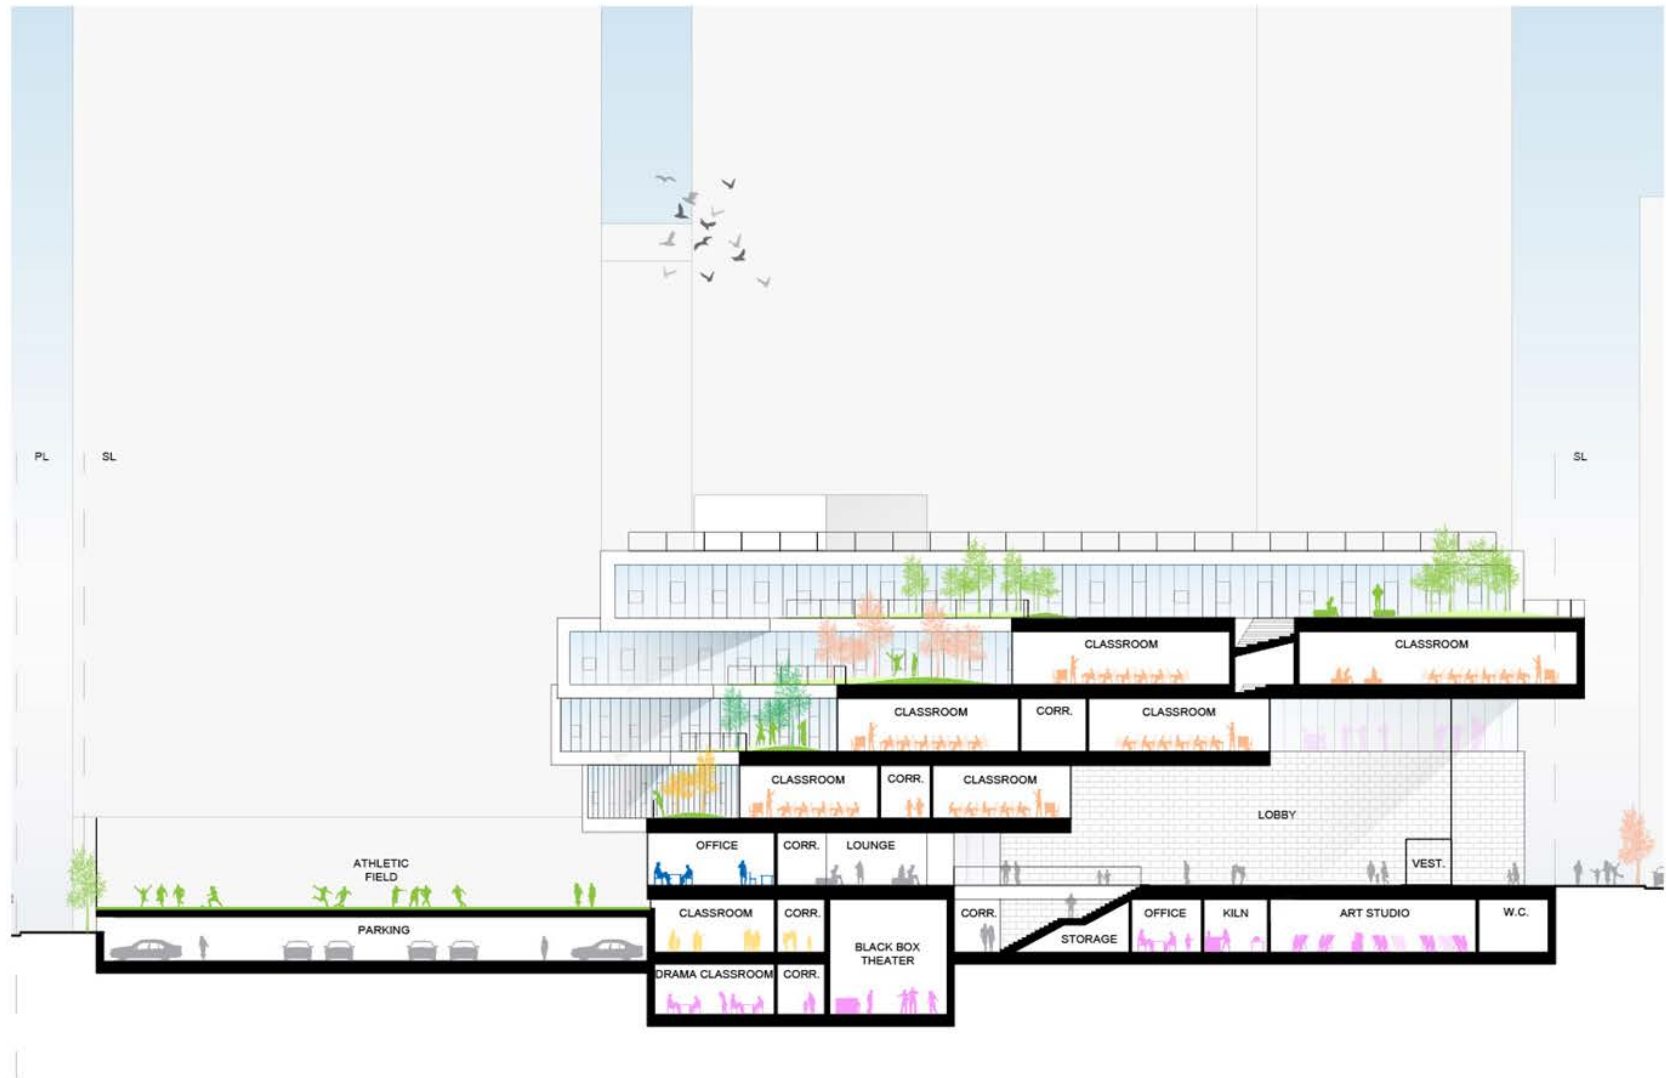 PL
SL
SL
CLASSROOM
CLASSROOM
CLASSROOM
CORR.
CLASSROOM
CLASSROOM
CORR.
CLASSROOM
LOBBY
OFFICE
CORR.
LOUNGE
VEST.
ATHLETIC
FIELD
PARKING
CLASSROOM
CORR.
BLACK BOX
THEATER
CORR.
STORAGE
OFFICE
KILN
ART STUDIO
W.C.
DRAMA CLASSROOM
CORR.